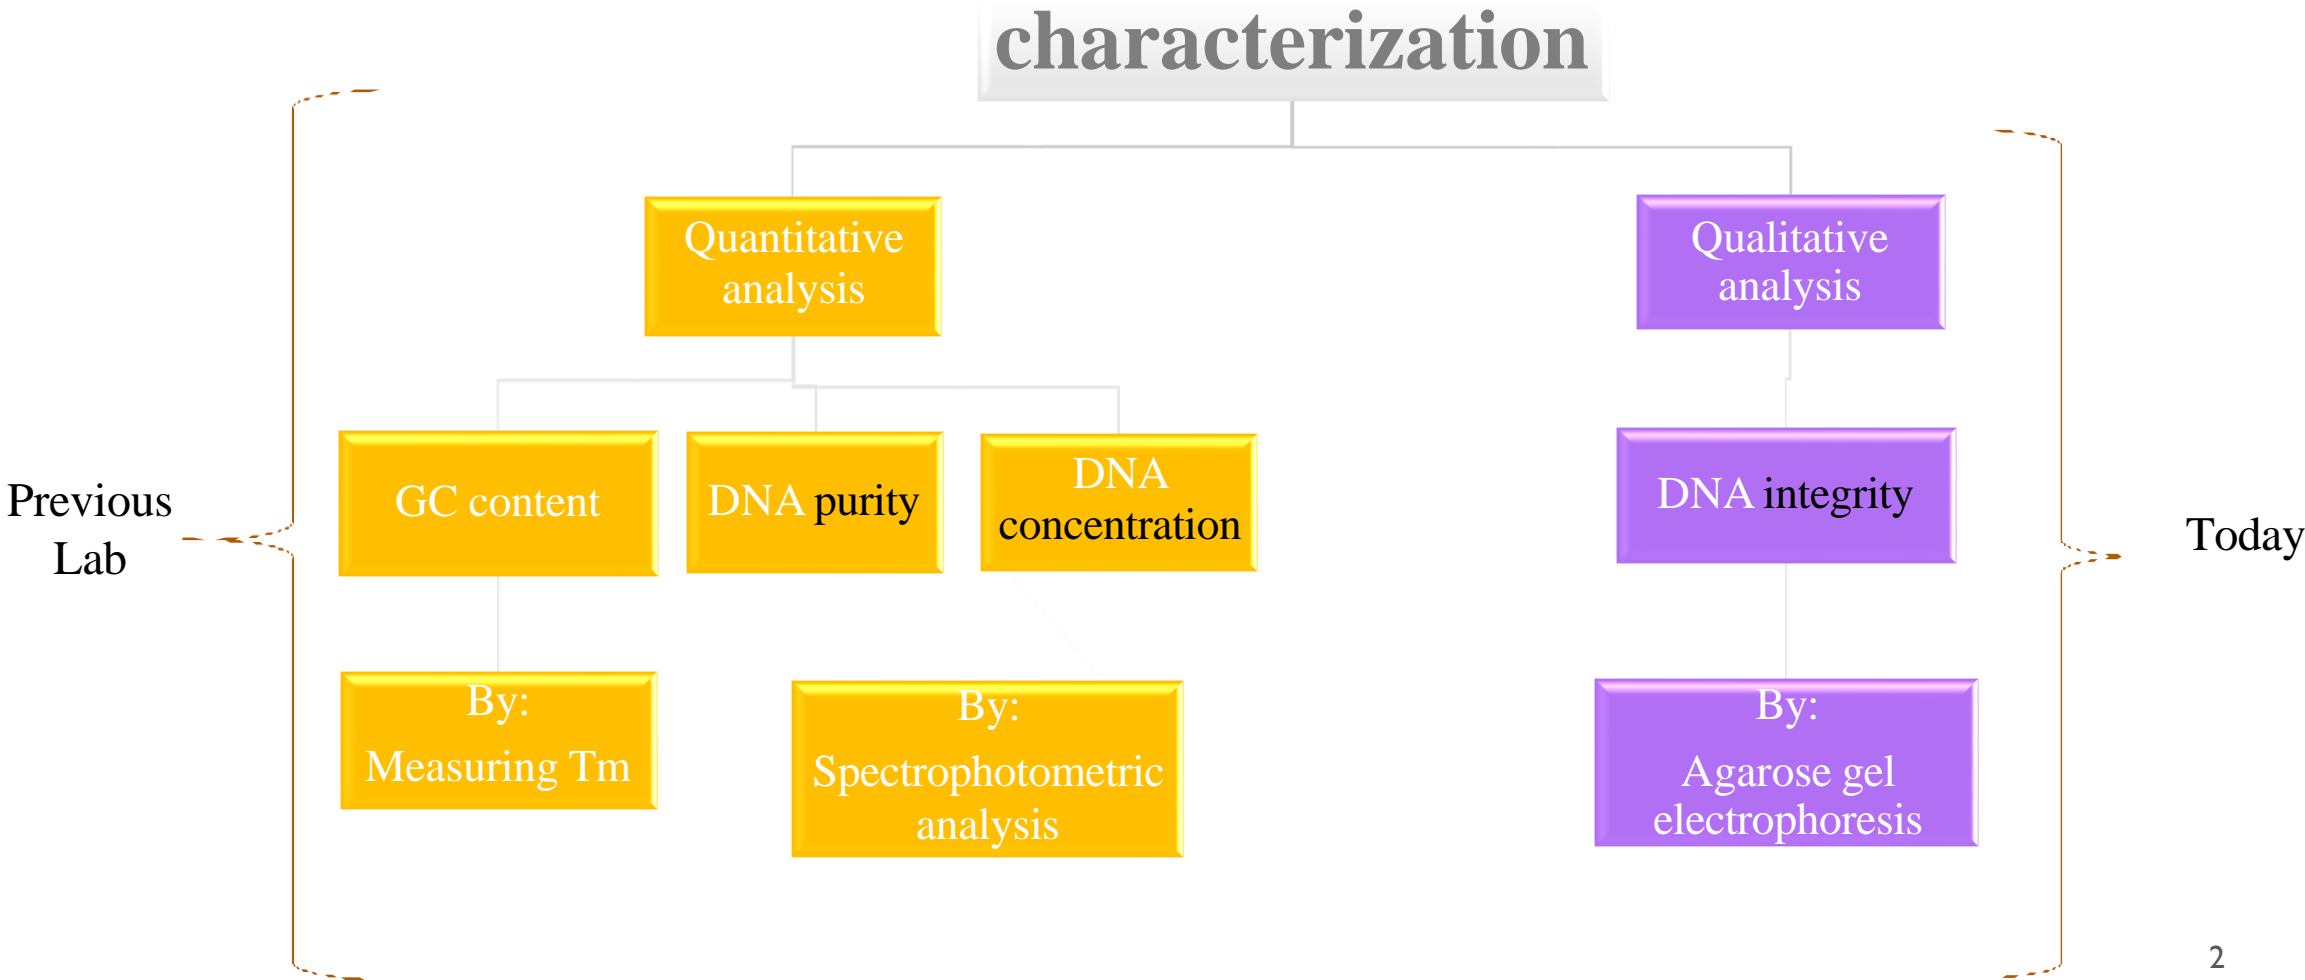 characterization
Quantitative
analysis
Qualitative
analysis
GC content
DNA purity
DNA
concentration
DNA integrity
Previous
Lab
Today
By:
Measuring Tm
By:
Spectrophotometric
analysis
By:
Agarose gel
electrophoresis
2